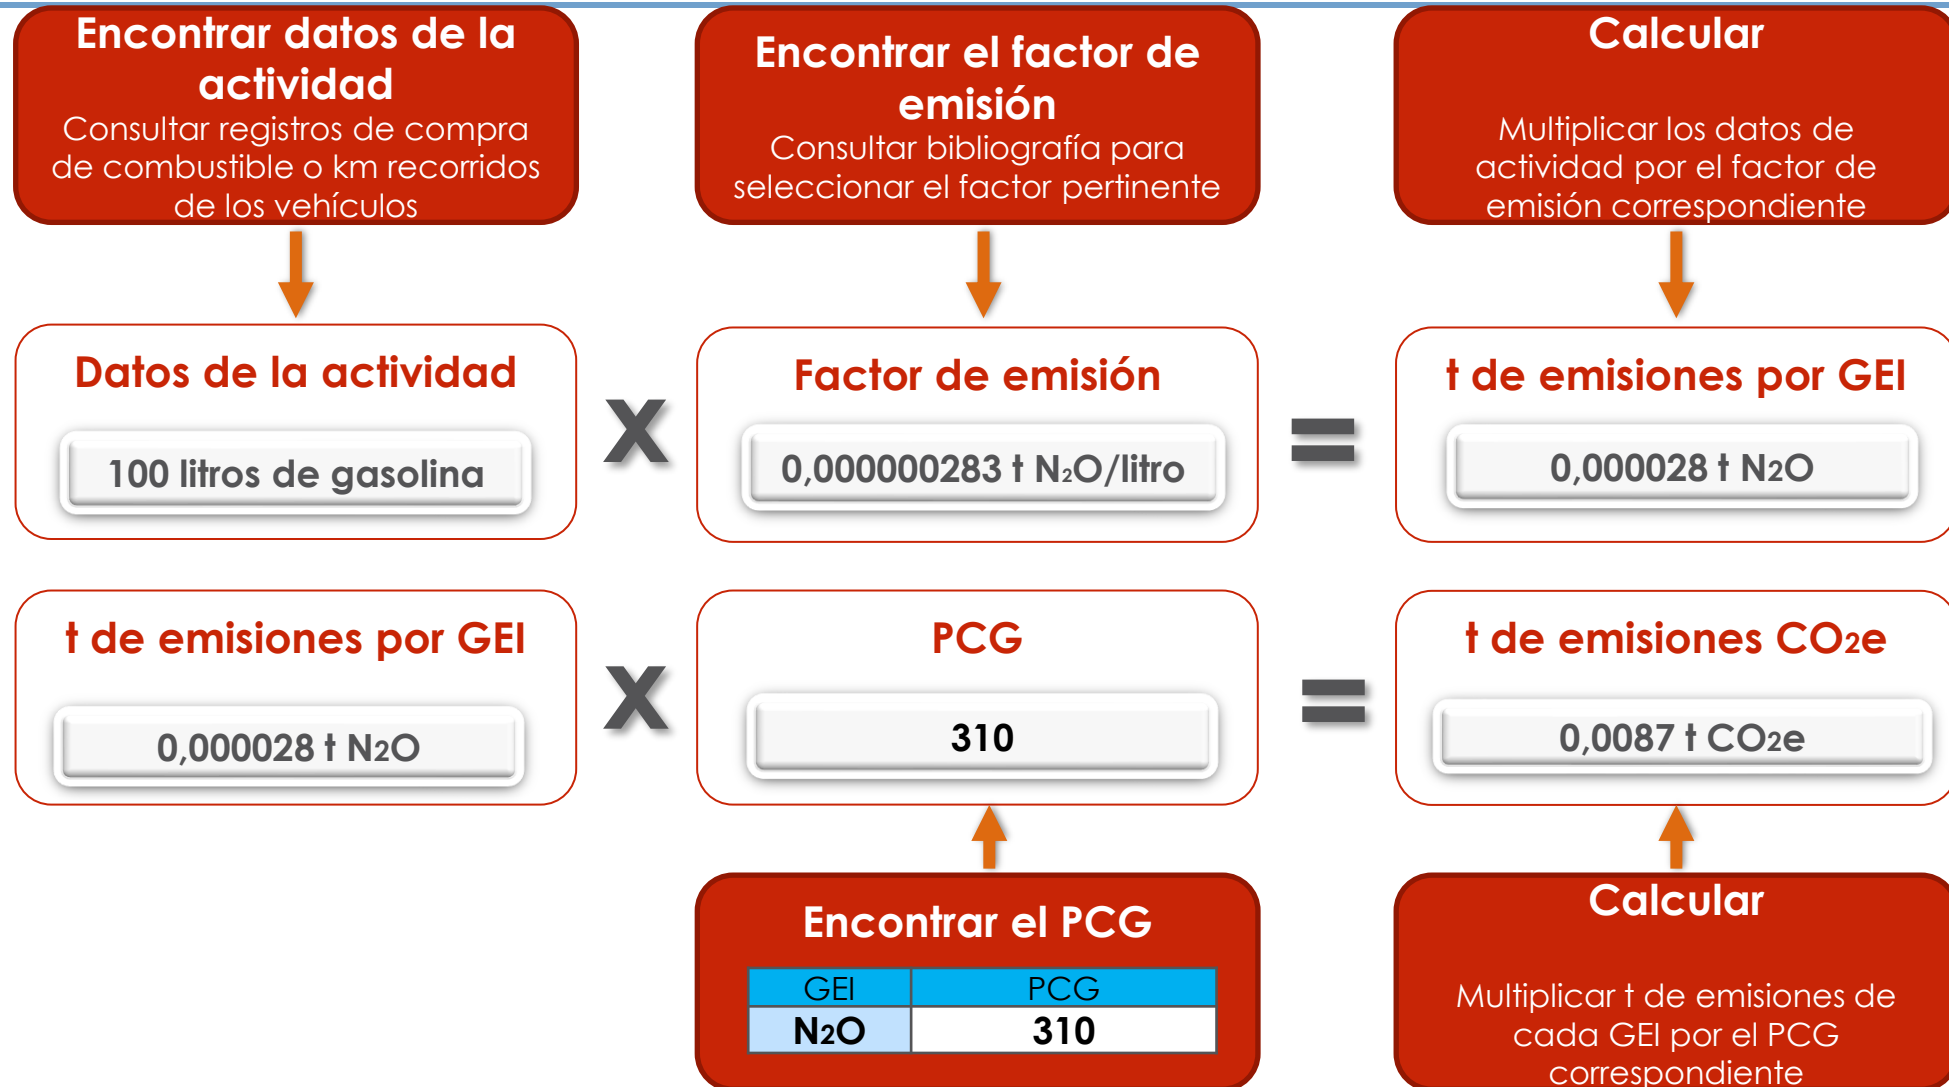 Encontrar datos de la
actividad
Consultar registros de compra
de combustible o km recorridos
de los vehículos
Encontrar el factor de
emisión
Consultar bibliografía para
seleccionar el factor pertinente
Calcular
Multiplicar los datos de
actividad por el factor de
emisión correspondiente
Datos de la actividad
100 litros de gasolina
x
Factor de emisión
0,000000283 t N2O/litro
=
t de emisiones por GEI
0,000028 t N2O
t de emisiones por GEI
0,000028 t N2O
x
PCG
310
=
t de emisiones CO2e
0,0087 t CO2e
Encontrar el PCG
GEI PCG
N2O 310
Calcular
Multiplicar t de emisiones de
cada GEI por el PCG
correspondiente